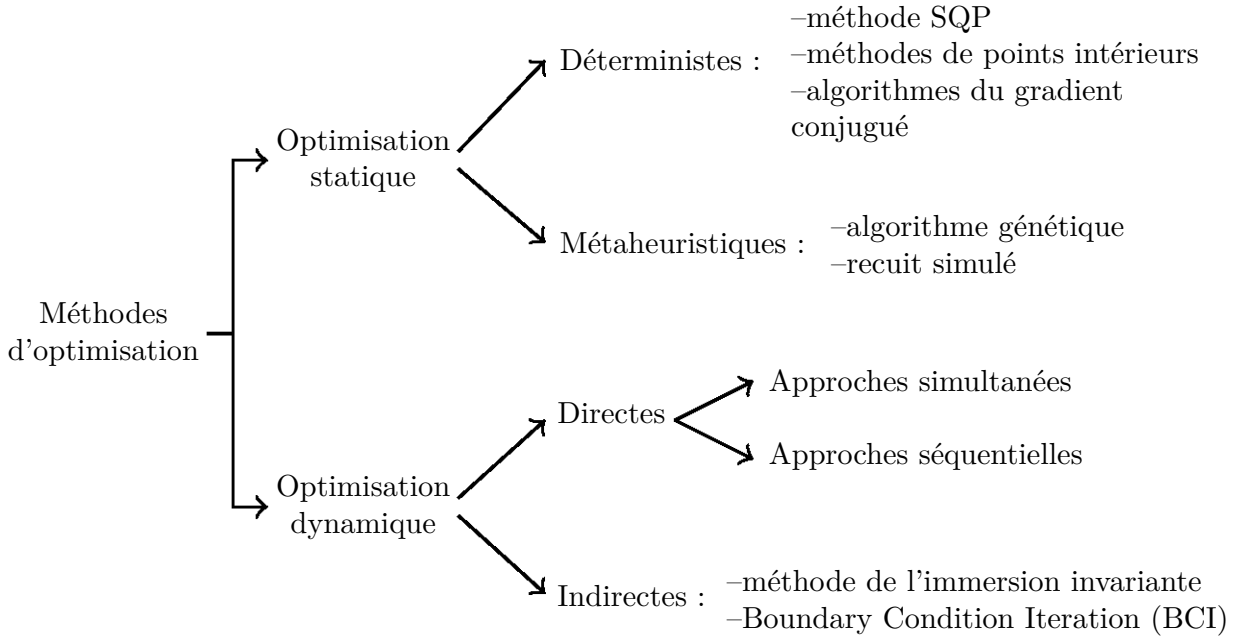 –méthode SQP
Déterministes :
–méthodes de points intérieurs
–algorithmes du gradient
conjugué
Optimisation
statique
Métaheuristiques :
–algorithme génétique
–recuit simulé
Méthodes
d'optimisation
Directes
Approches simultanées
Approches séquentielles
Optimisation
dynamique
Indirectes :
–méthode de l'immersion invariante
–Boundary Condition Iteration (BCI)